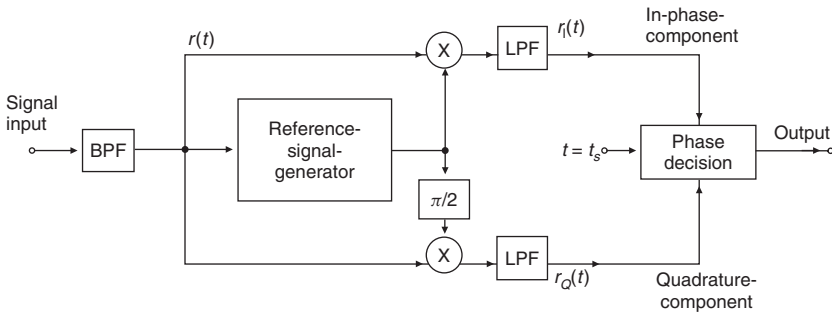 r(t)
X
LPF
r_I(t)
In-phase-
component
Signal
input
BPF
Reference-
signal-
generator
π/2
t = t_s
Phase
decision
Output
X
LPF
r_Q(t)
Quadrature-
component